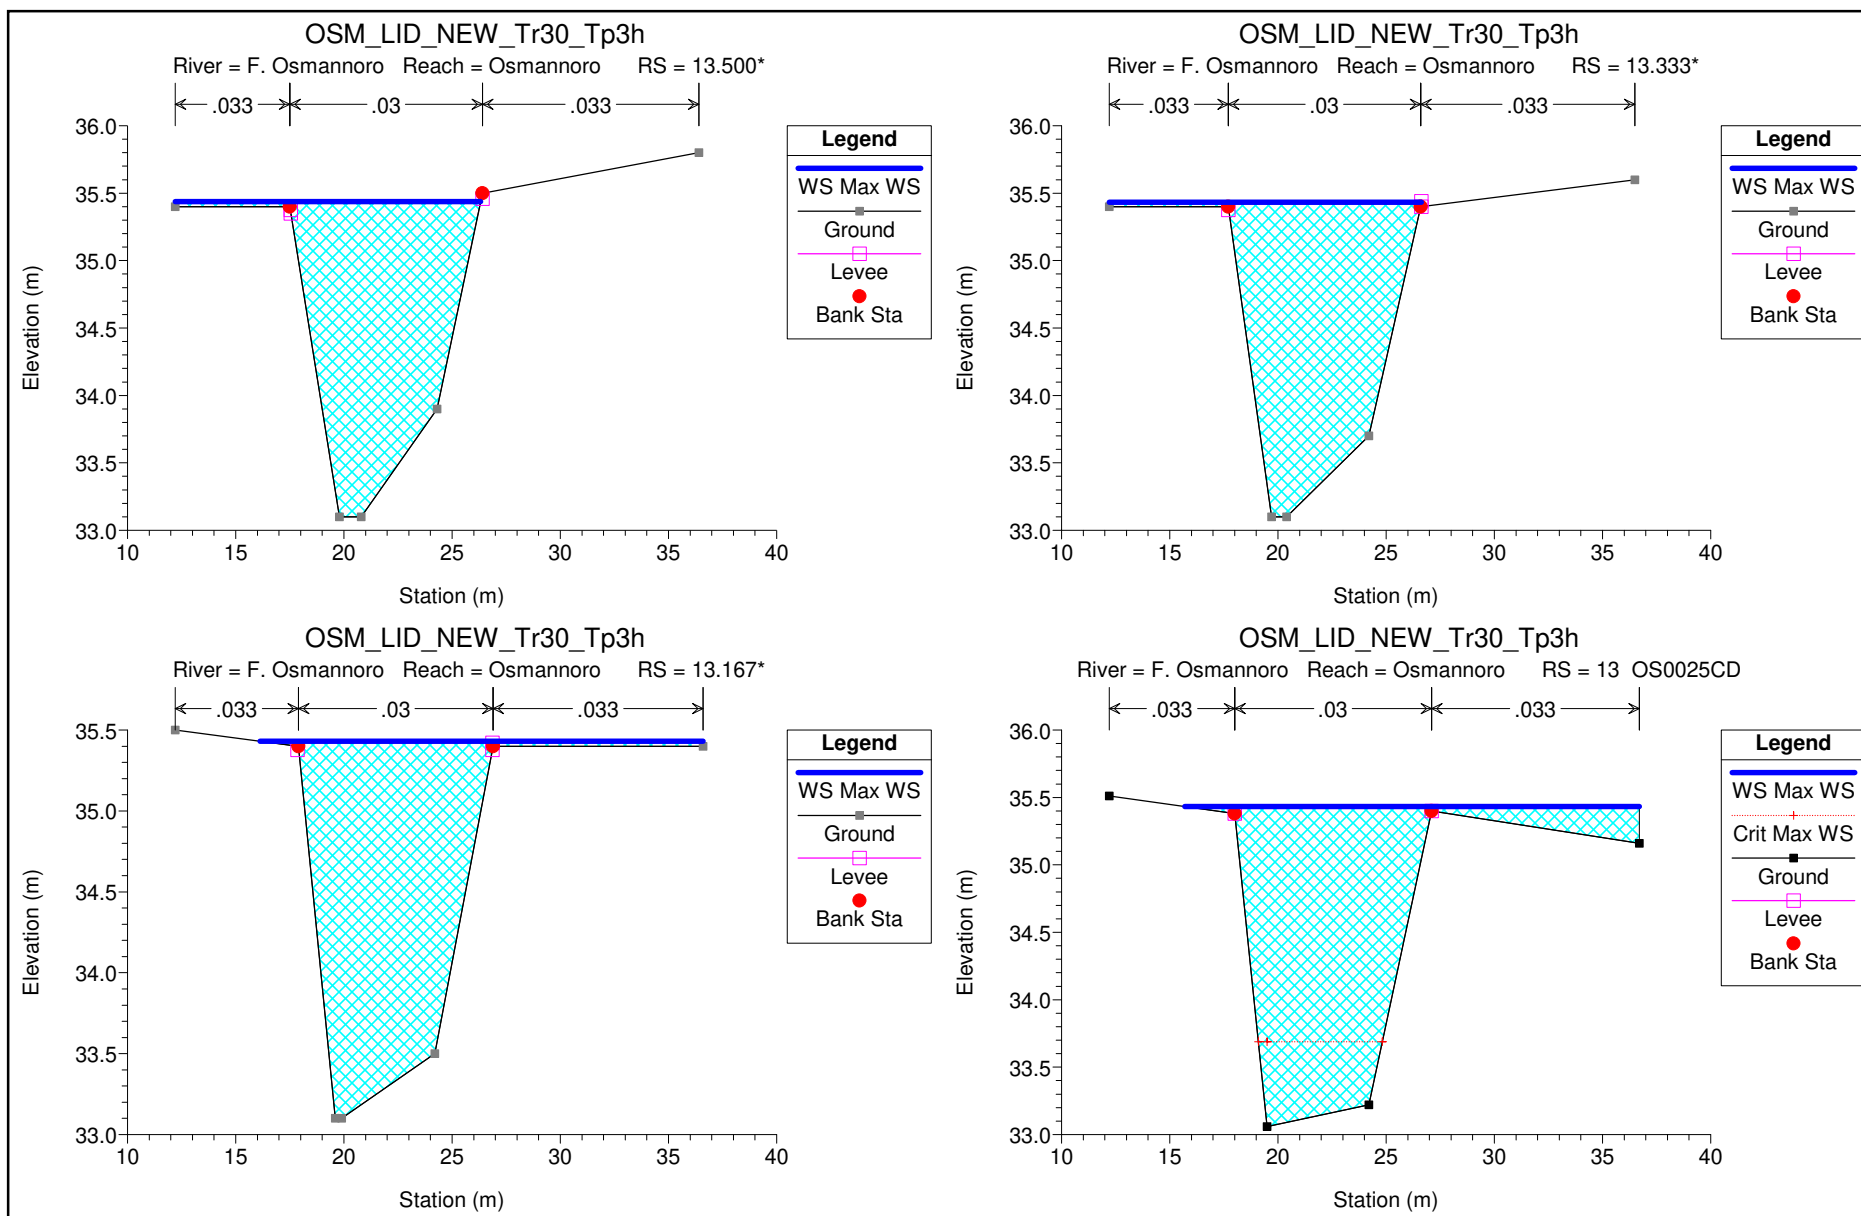 OSM_LID_NEW_Tr30_Tp3h
River = F. Osmannoro Reach = Osmannoro RS = 13.500*
.033 .03 .033
36.0
35.5
35.0
34.5
34.0
33.5
33.0
10 15 20 25 30 35 40
Station (m)
Elevation (m)
Legend
WS Max WS
Ground
Levee
Bank Sta
OSM_LID_NEW_Tr30_Tp3h
River = F. Osmannoro Reach = Osmannoro RS = 13.333*
.033 .03 .033
36.0
35.5
35.0
34.5
34.0
33.5
33.0
10 15 20 25 30 35 40
Station (m)
Elevation (m)
Legend
WS Max WS
Ground
Levee
Bank Sta
OSM_LID_NEW_Tr30_Tp3h
River = F. Osmannoro Reach = Osmannoro RS = 13.167*
.033 .03 .033
35.5
35.0
34.5
34.0
33.5
33.0
10 15 20 25 30 35 40
Station (m)
Elevation (m)
Legend
WS Max WS
Ground
Levee
Bank Sta
OSM_LID_NEW_Tr30_Tp3h
River = F. Osmannoro Reach = Osmannoro RS = 13 OS0025CD
.033 .03 .033
36.0
35.5
35.0
34.5
34.0
33.5
33.0
10 15 20 25 30 35 40
Station (m)
Elevation (m)
Legend
WS Max WS
Crit Max WS
Ground
Levee
Bank Sta